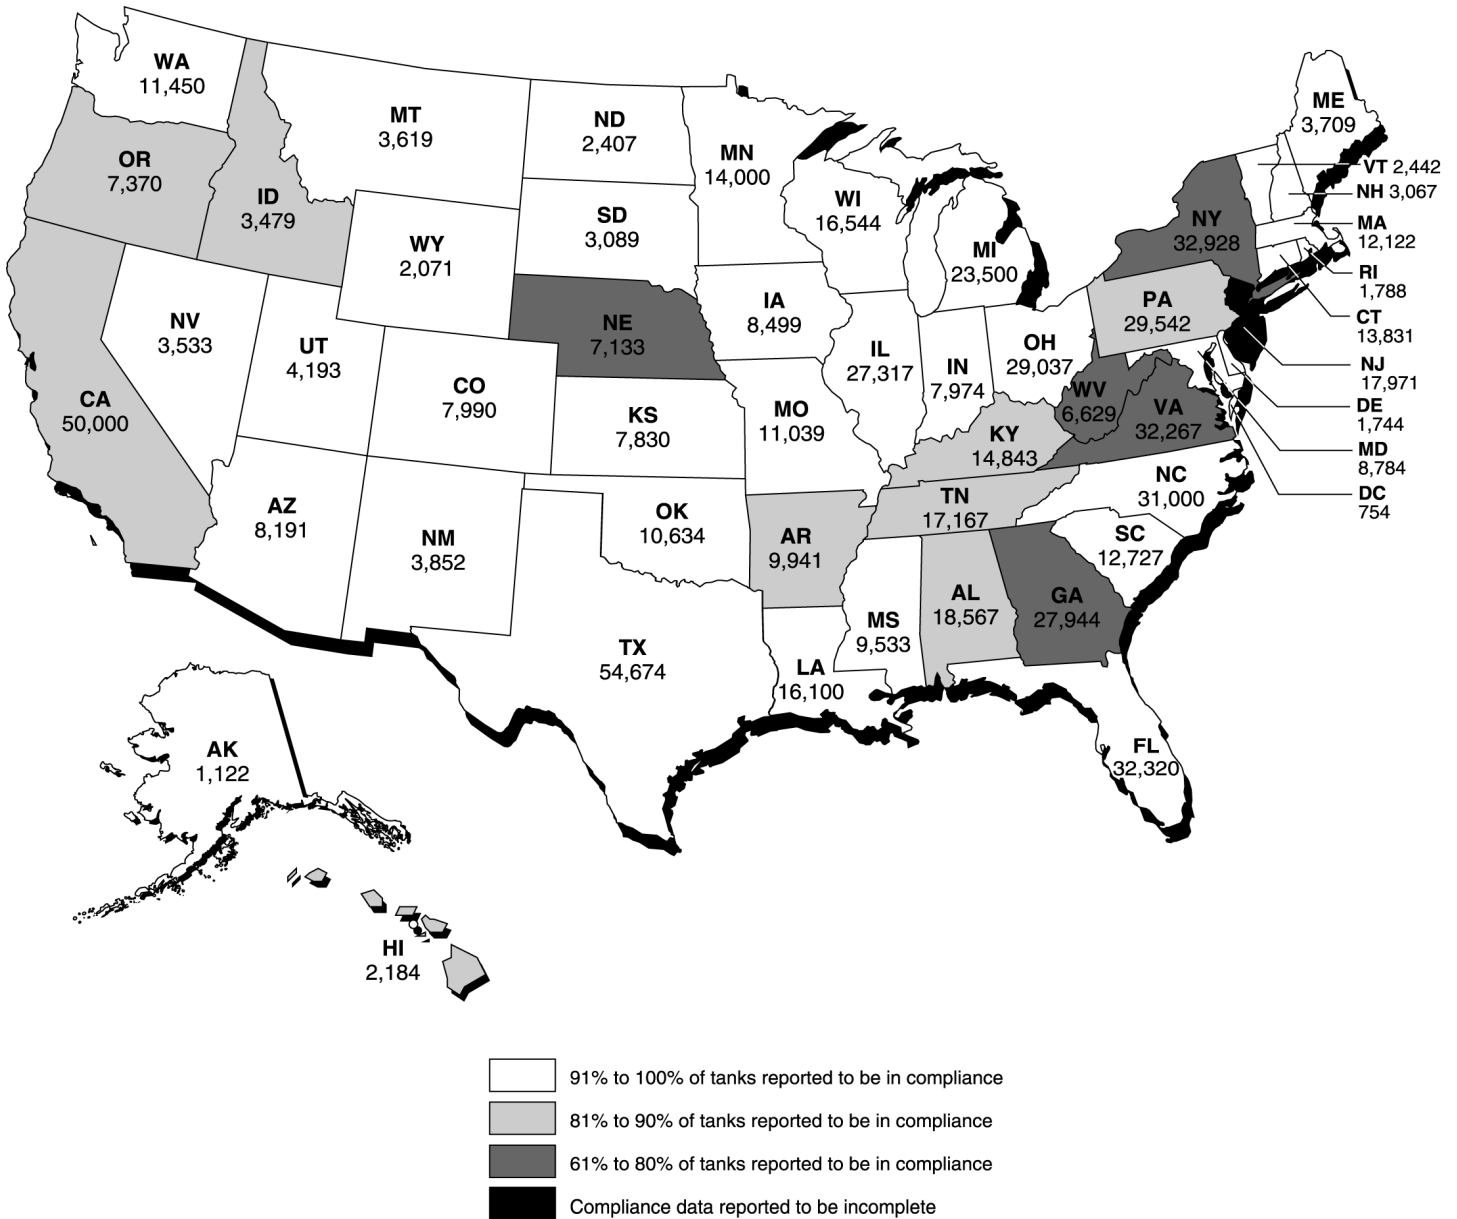 WA
11,450
MT
3,619
ND
2,407
MN
14,000
ME
3,709
OR
7,370
ID
3,479
WY
2,071
SD
3,089
WI
16,544
MI
23,500
NY
32,928
VT 2,442
NH 3,067
MA
12,122
RI
1,788
CT
13,831
NJ
17,971
DE
1,744
MD
8,784
DC
754
NV
3,533
UT
4,193
CA
50,000
CO
7,990
NE
7,133
IA
8,499
KS
7,830
MO
11,039
IL
27,317
IN
7,974
OH
29,037
PA
29,542
WV
6,629
VA
32,267
KY
14,843
NC
31,000
TN
17,167
SC
12,727
AZ
8,191
NM
3,852
OK
10,634
AR
9,941
TX
54,674
LA
16,100
MS
9,533
AL
18,567
GA
27,944
FL
32,320
AK
1,122
HI
2,184
91% to 100% of tanks reported to be in compliance
81% to 90% of tanks reported to be in compliance
61% to 80% of tanks reported to be in compliance
Compliance data reported to be incomplete